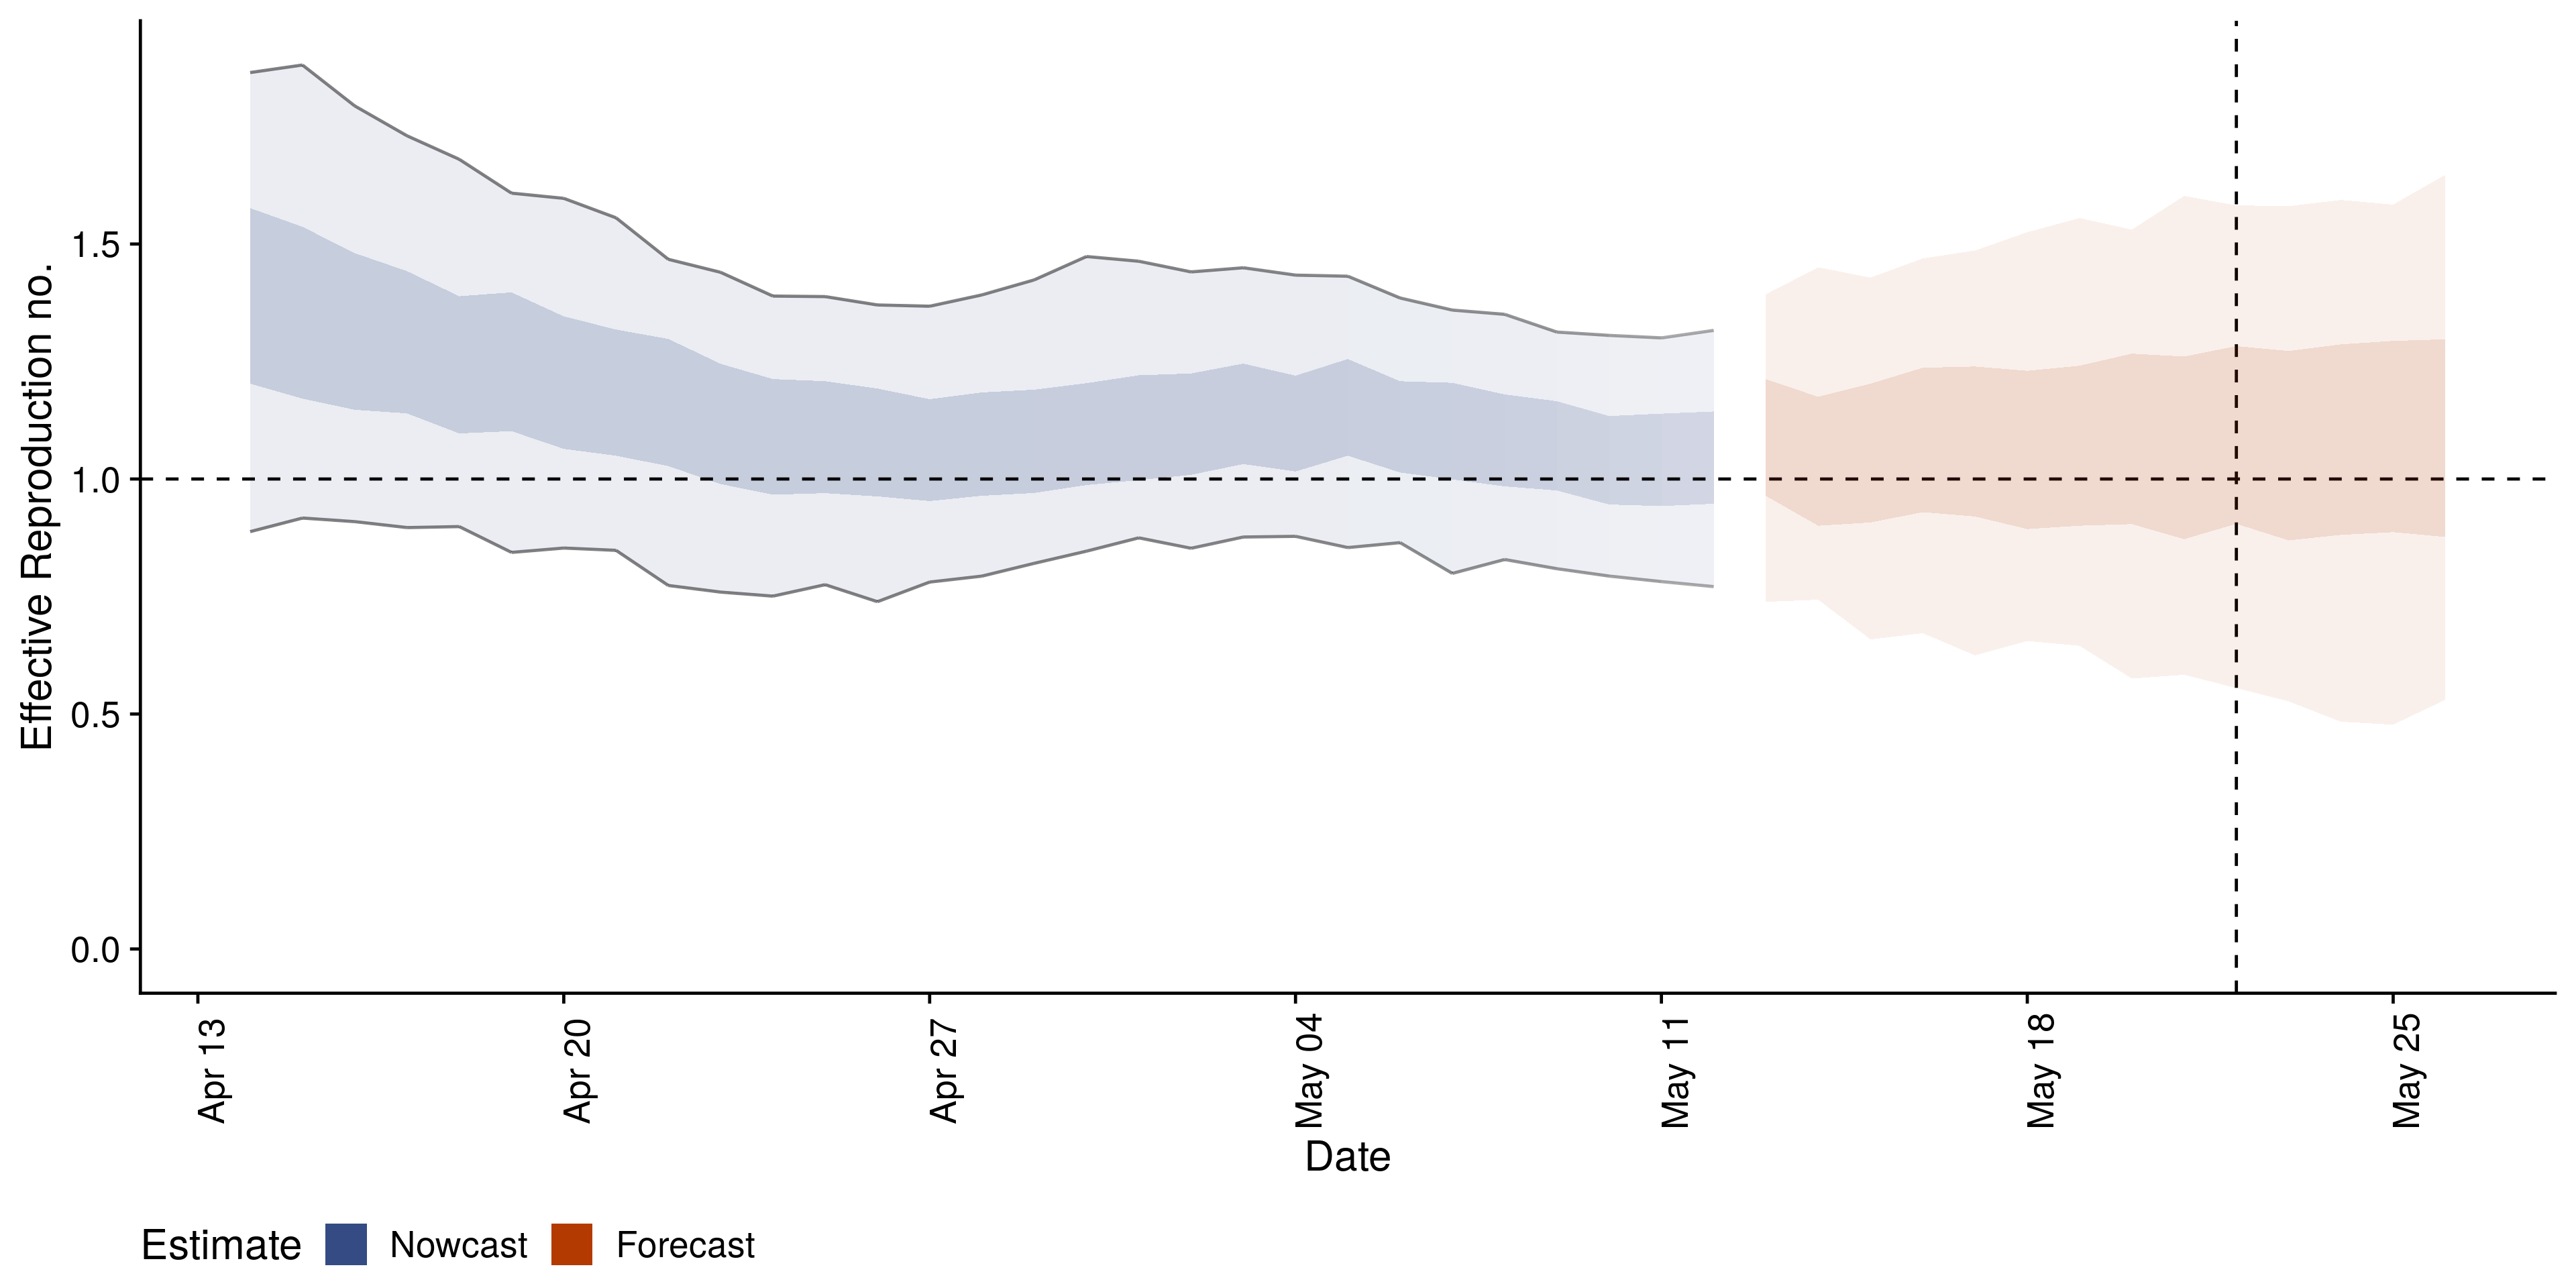 Effective Reproduction no.
1.5
1.0
0.5
0.0
Apr 13
Apr 20
Apr 27
May 04
May 11
May 18
May 25
Date
Estimate Nowcast Forecast